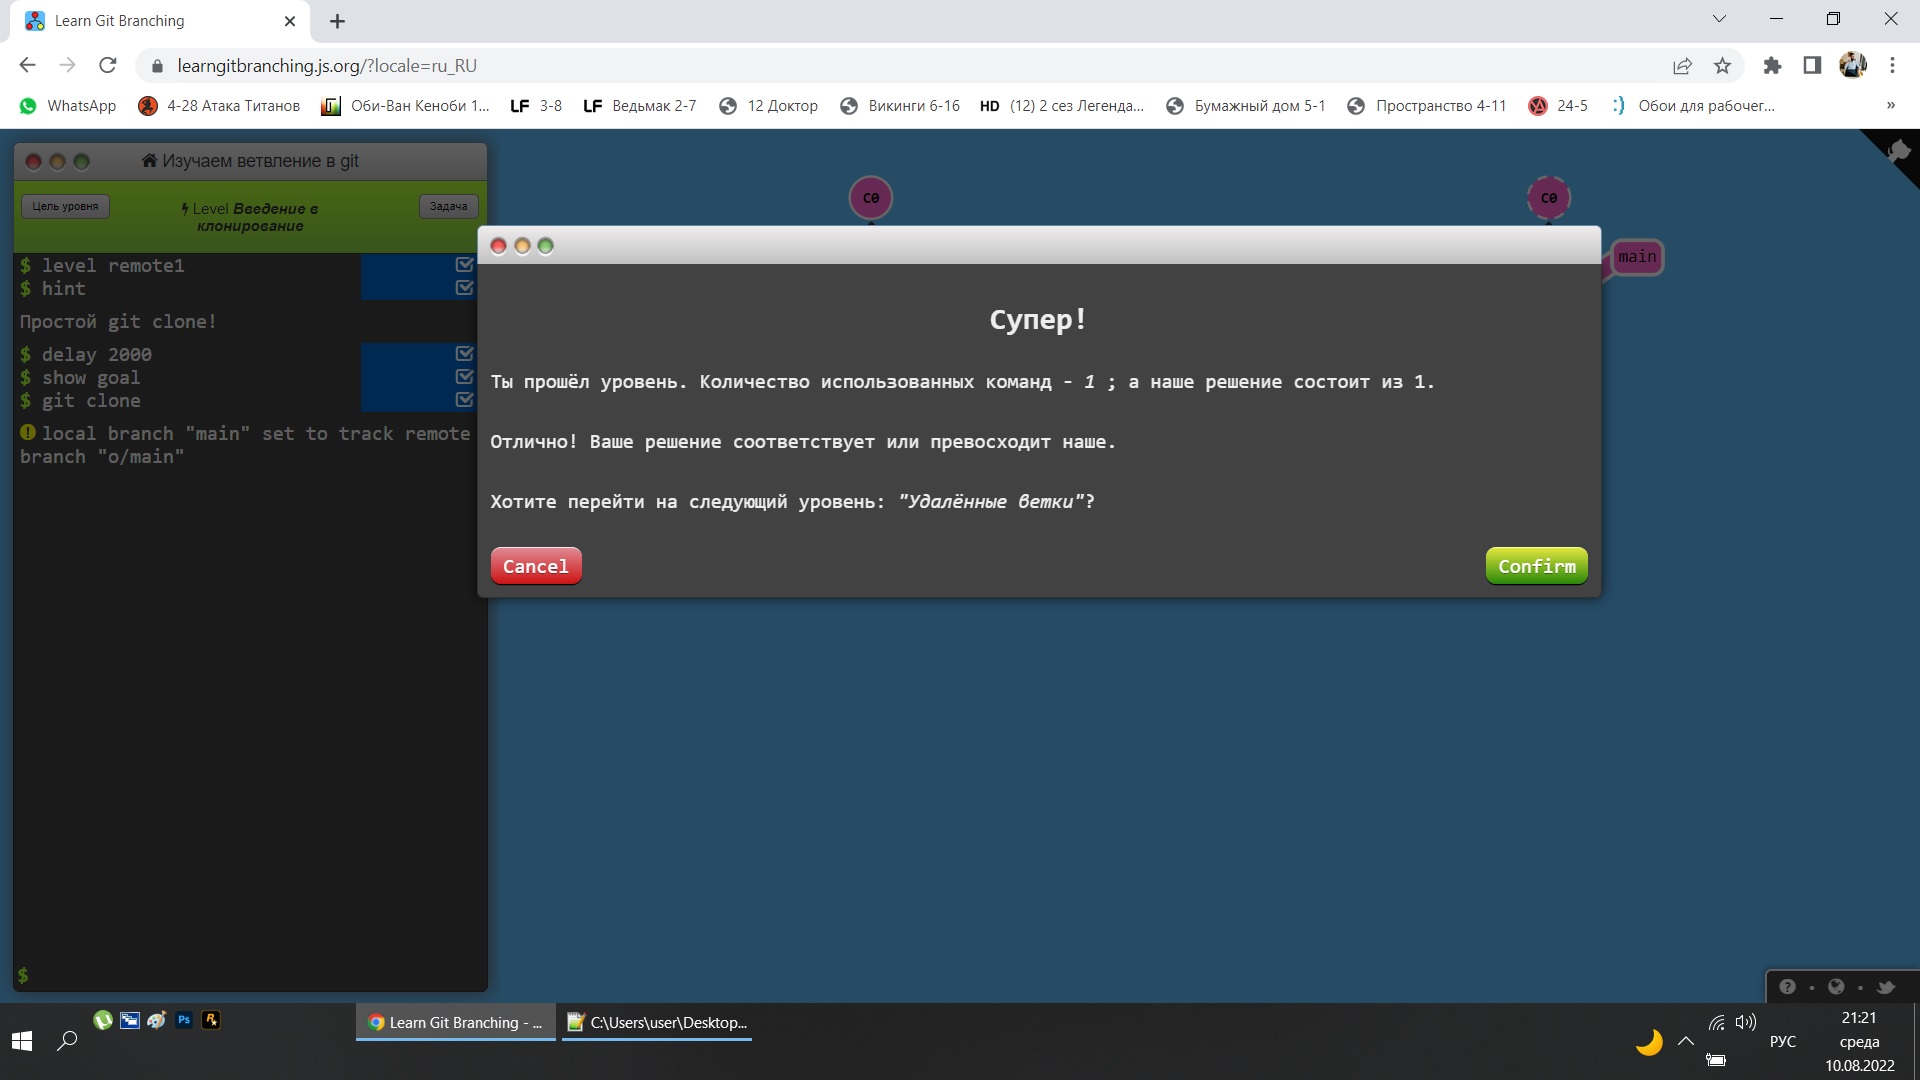 Learn Git Branching
learngitbranching.js.org/?locale=ru_RU
WhatsApp
4-28 Атака Титанов
Оби-Ван Кеноби 1...
LF 3-8
LF Ведьмак 2-7
12 Доктор
Викинги 6-16
HD (12) 2 сез Легенда...
Бумажный дом 5-1
Пространство 4-11
24-5
:) Обои для рабочег...
»
Изучаем ветвление в git
Цель уровня
Level Введение в
клонирование
Задача
$ level remote1
$ hint
Простой git clone!
$ delay 2000
$ show goal
$ git clone
local branch "main" set to track remote
branch "o/main"
$
C0
C0
main
Супер!
Ты прошёл уровень. Количество использованных команд - 1 ; а наше решение состоит из 1.
Отлично! Ваше решение соответствует или превосходит наше.
Хотите перейти на следующий уровень: "Удалённые ветки"?
Cancel
Confirm
Ps
Learn Git Branching - ...
C:\Users\user\Desktop...
РУС
21:21
среда
10.08.2022